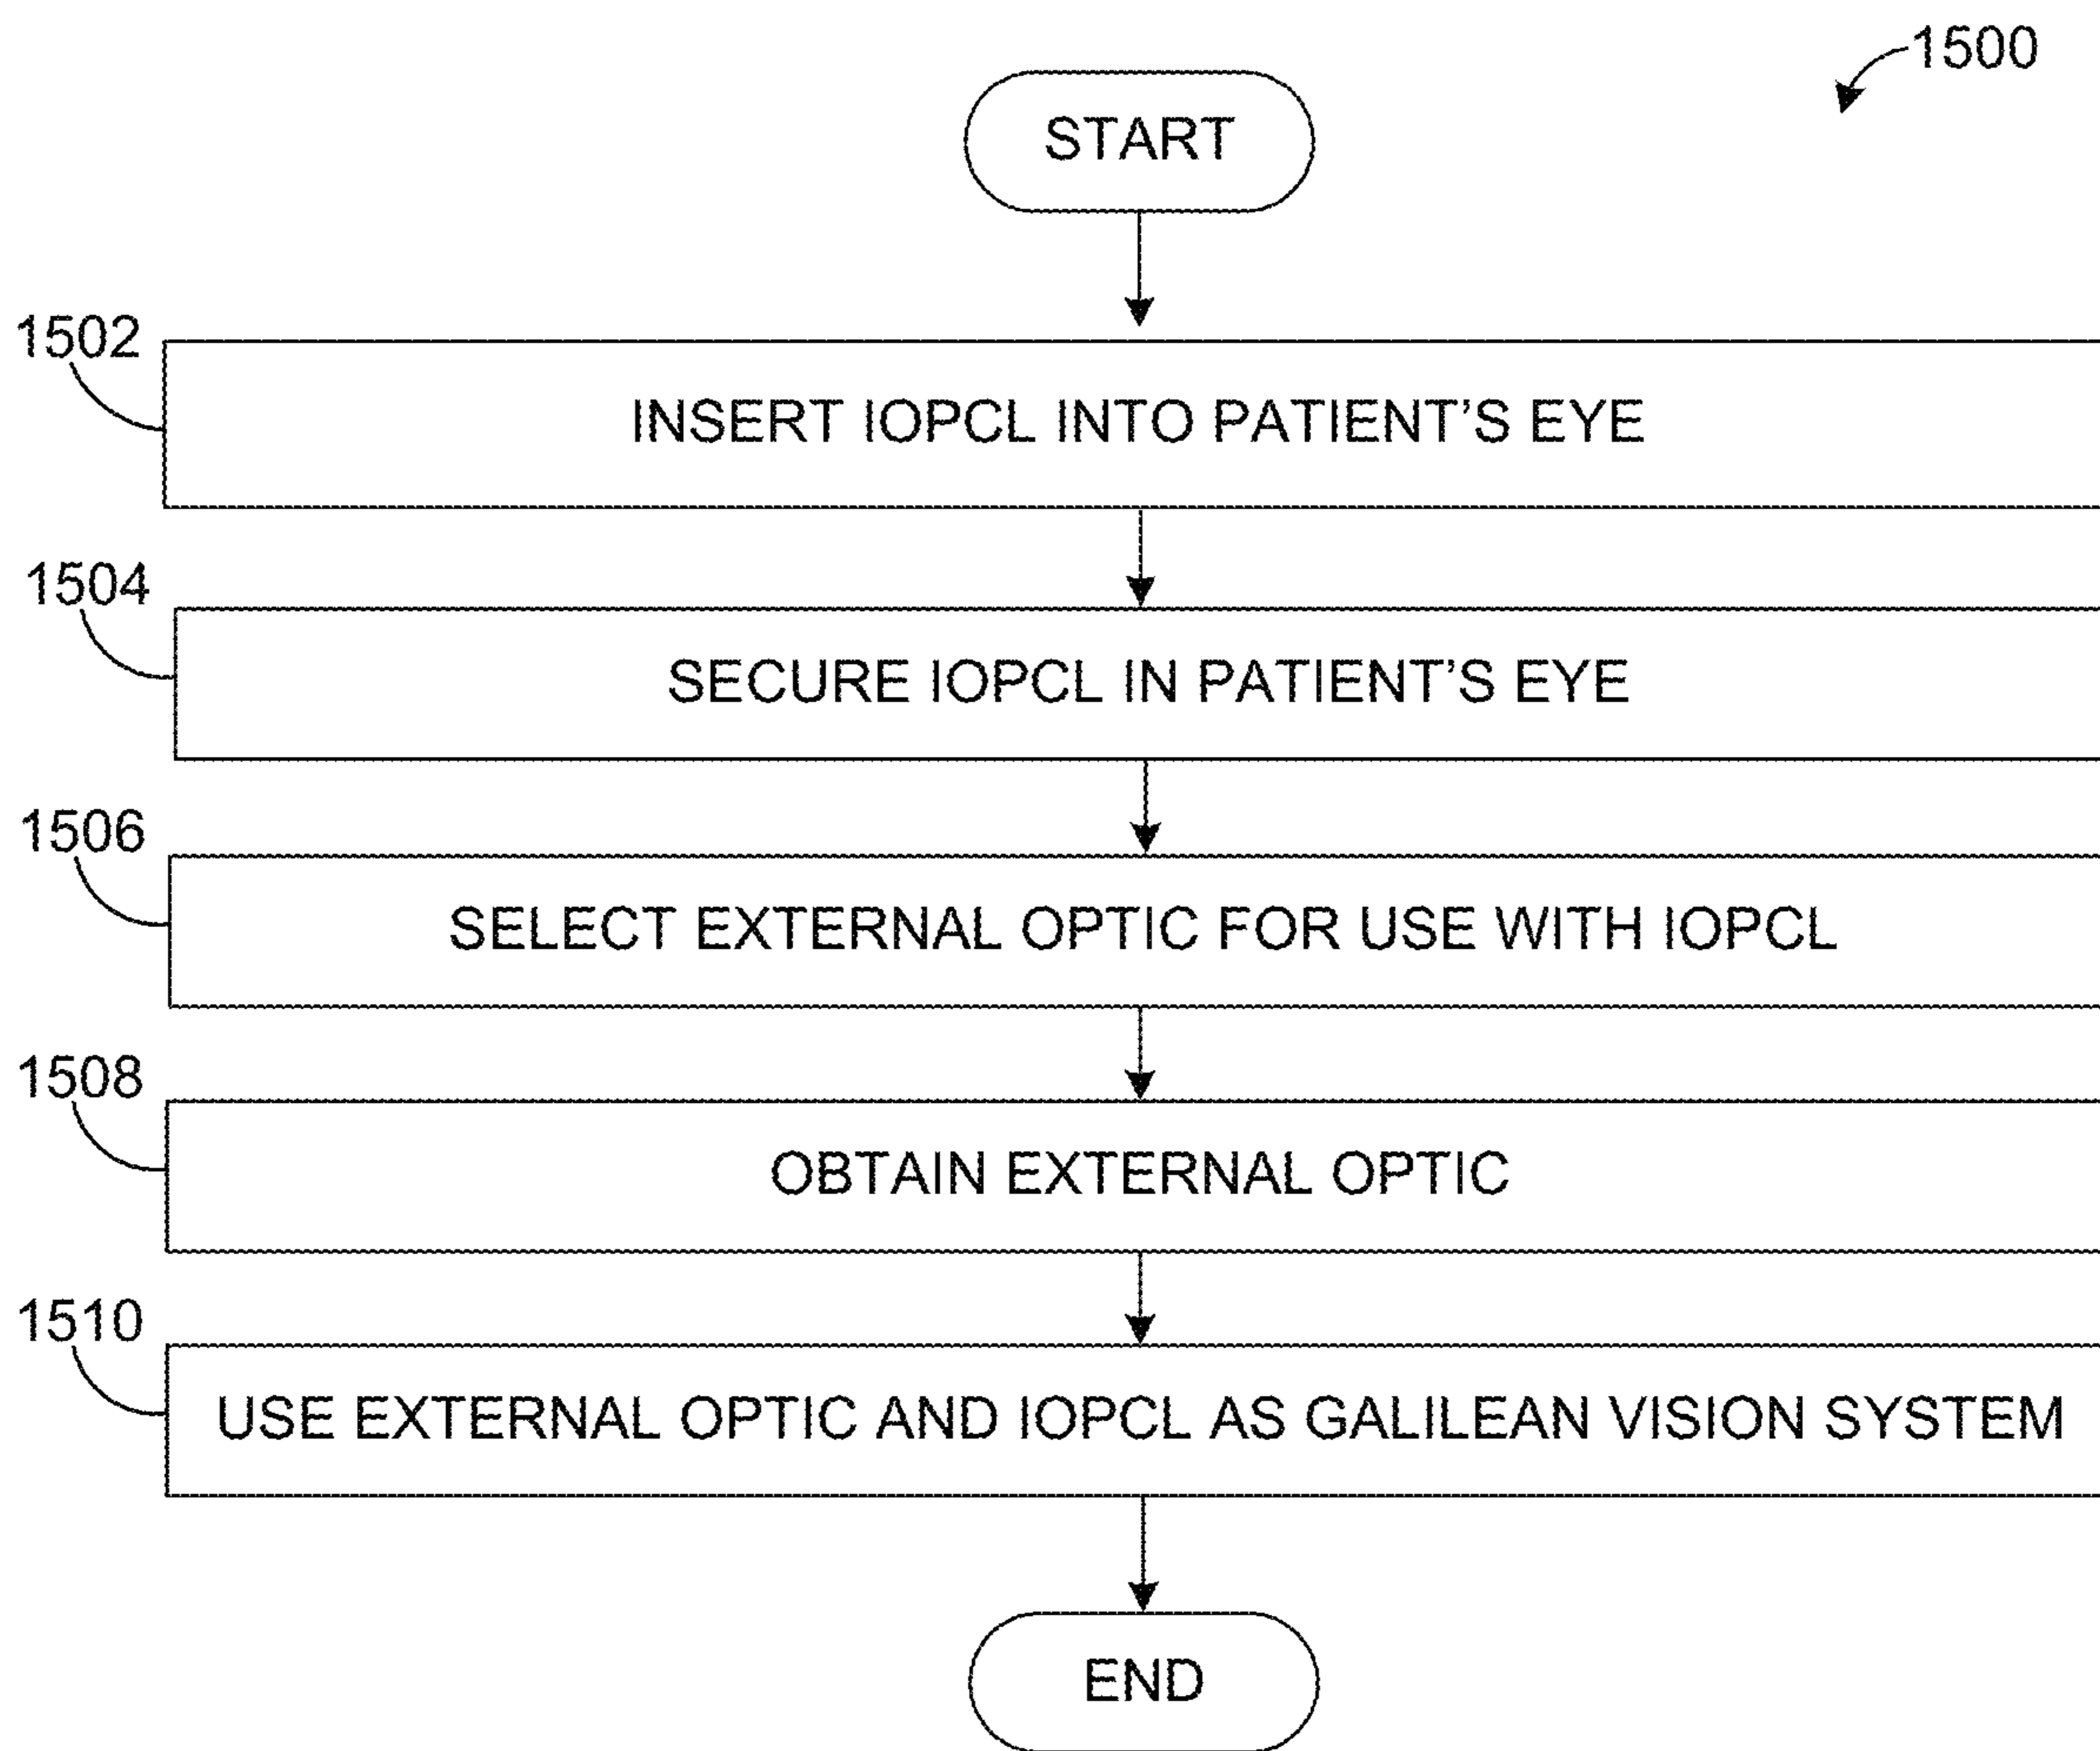 1500
START
1502
INSERT IOPCL INTO PATIENT'S EYE
1504
SECURE IOPCL IN PATIENT'S EYE
1506
SELECT EXTERNAL OPTIC FOR USE WITH IOPCL
1508
OBTAIN EXTERNAL OPTIC
1510
USE EXTERNAL OPTIC AND IOPCL AS GALILEAN VISION SYSTEM
END